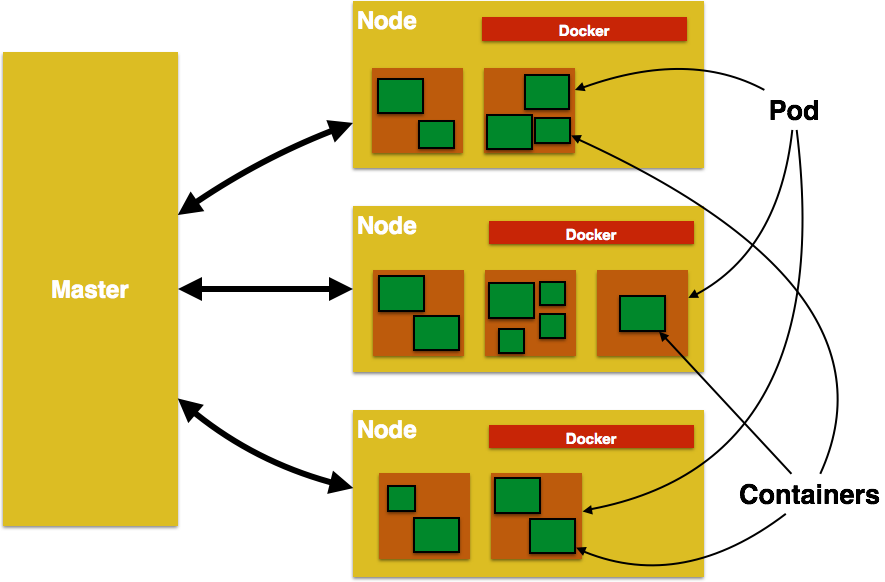 Node
Docker
Pod
Node
Docker
Master
Node
Docker
Containers